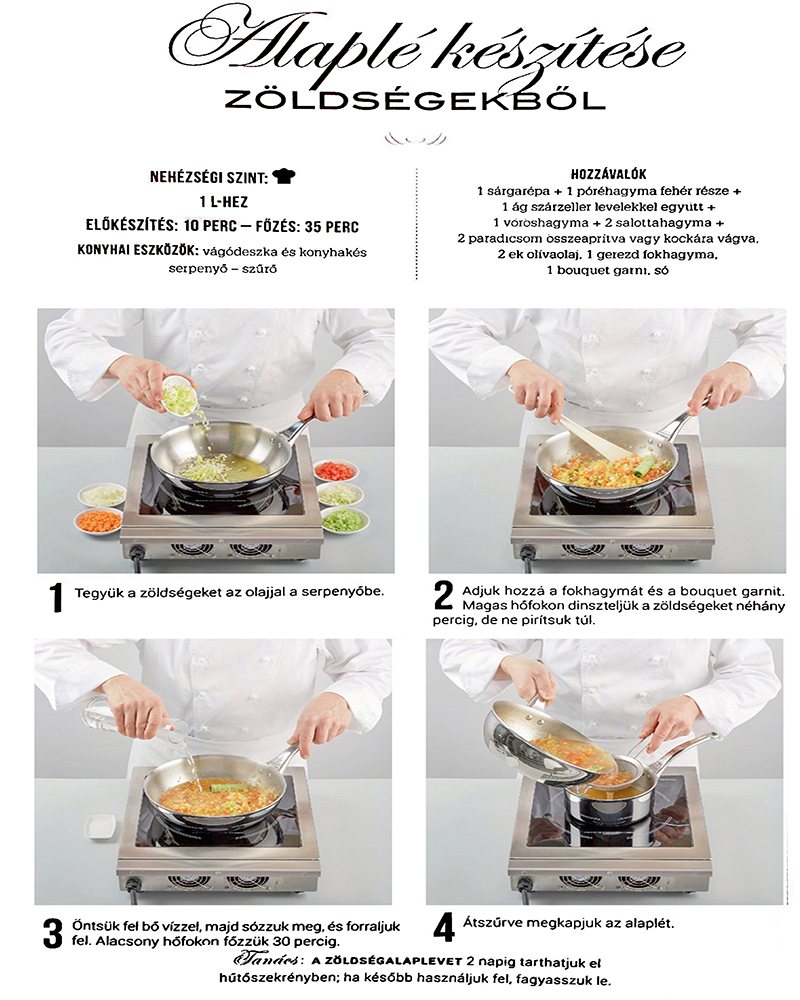 Alaplé készítése
ZÖLDSÉGEKBŐL
NEHÉZSÉGI SZINT:
1 L-HEZ
ELŐKÉSZÍTÉS: 10 PERC – FŐZÉS: 35 PERC
KONYHAI ESZKÖZÖK: vágódeszka és konyhakés
serpenyő – szűrő
HOZZÁVALÓK
1 sárgarépa + 1 póréhagyma fehér része +
1 ág szárzeller levelekkel együtt +
1 vöröshagyma + 2 salottahagyma +
2 paradicsom összeaprítva vagy kockára vágva,
2 ek olívaolaj, 1 gerezd fokhagyma,
1 bouquet garni, só
1 Tegyük a zöldségeket az olajjal a serpenyőbe.
2 Adjuk hozzá a fokhagymát és a bouquet garnit.
Magas hőfokon dinszteljük a zöldségeket néhány
percig, de ne pirítsuk túl.
3 Öntsük fel bő vízzel, majd sózzuk meg, és forraljuk
fel. Alacsony hőfokon főzzük 30 percig.
4 Átszűrve megkapjuk az alaplét.
Tanács: A ZÖLDSÉGALAPLEVET 2 napig tarthatjuk el
hűtőszekrényben; ha később használjuk fel, fagyasszuk le.